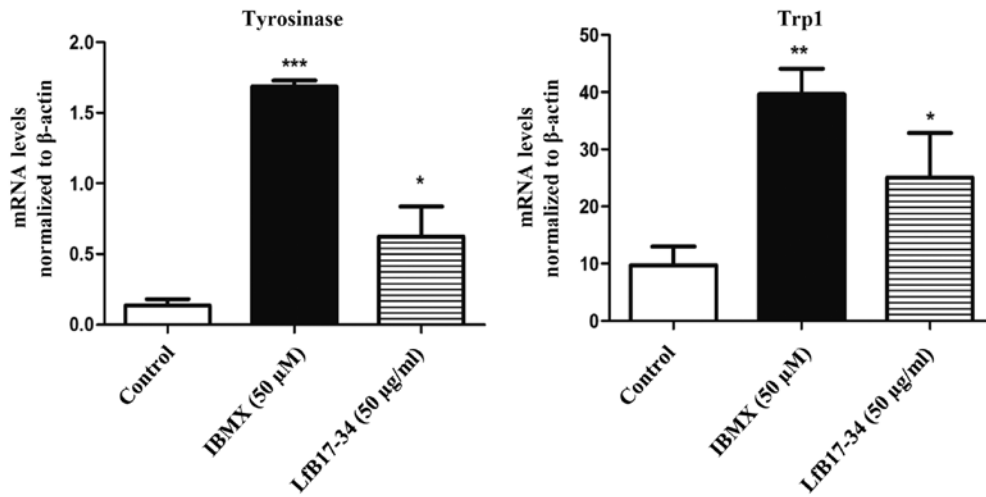 Tyrosinase
mRNA levels
normalized to β-actin
2.0
1.5
1.0
0.5
0.0
***
*
Control
IBMX (50 µM)
LfB17-34 (50 µg/ml)
Trp1
mRNA levels
normalized to β-actin
50
40
30
20
10
0
**
*
Control
IBMX (50 µM)
LfB17-34 (50 µg/ml)